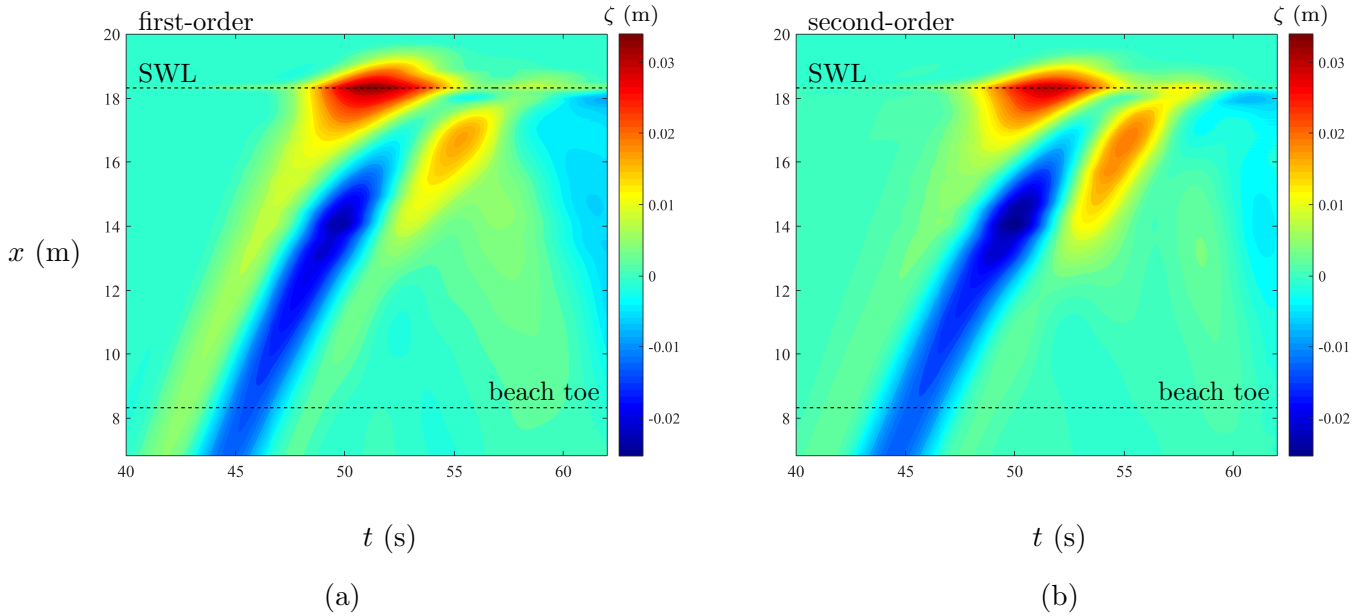 first-order
ζ (m)
20
SWL
18
16
14
12
10
beach toe
8
40 45 50 55 60
0.03
0.02
0.01
0
-0.01
-0.02
x (m)
t (s)
(a)
second-order
ζ (m)
20
SWL
18
16
14
12
10
beach toe
8
40 45 50 55 60
0.03
0.02
0.01
0
-0.01
-0.02
t (s)
(b)